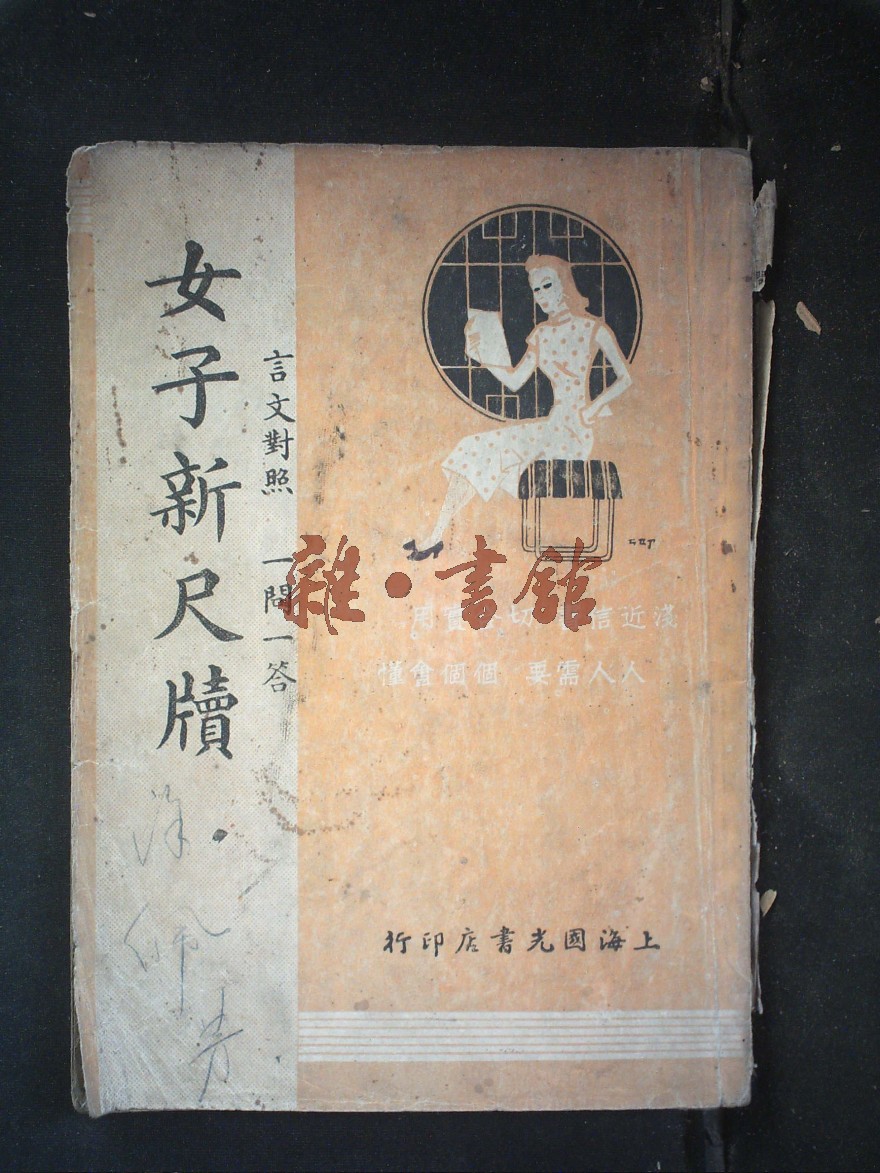 女子新尺牘
言文對照 一問一答
淺近信 切 實用
人人需要 個個會懂
上海國光書店印行
雜·書館
佩